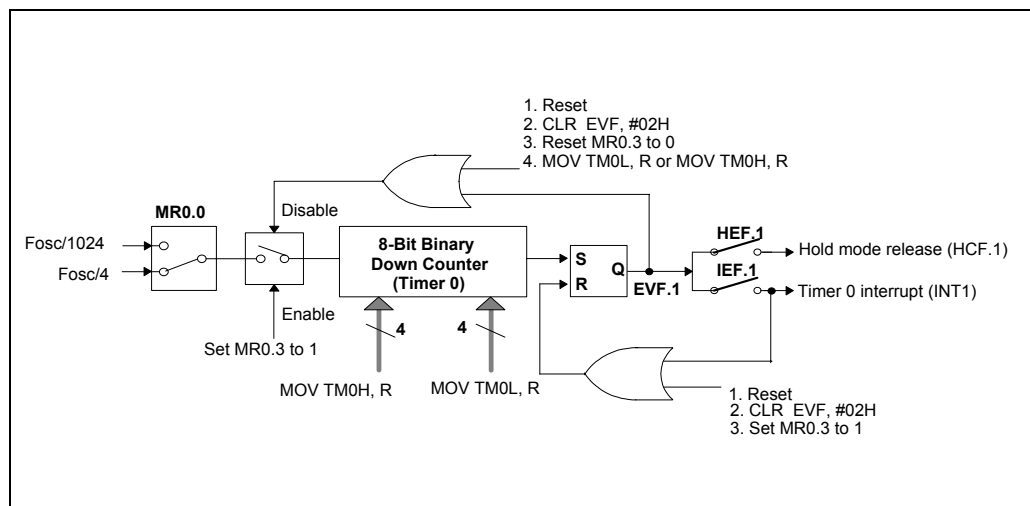 1. Reset
2. CLR EVF, #02H
3. Reset MR0.3 to 0
4. MOV TM0L, R or MOV TM0H, R
Disable
MR0.0
Fosc/1024
Fosc/4
Enable
Set MR0.3 to 1
8-Bit Binary
Down Counter
(Timer 0)
4
4
MOV TM0H, R
MOV TM0L, R
S
R
Q
EVF.1
HEF.1
IEF.1
Hold mode release (HCF.1)
Timer 0 interrupt (INT1)
1. Reset
2. CLR EVF, #02H
3. Set MR0.3 to 1